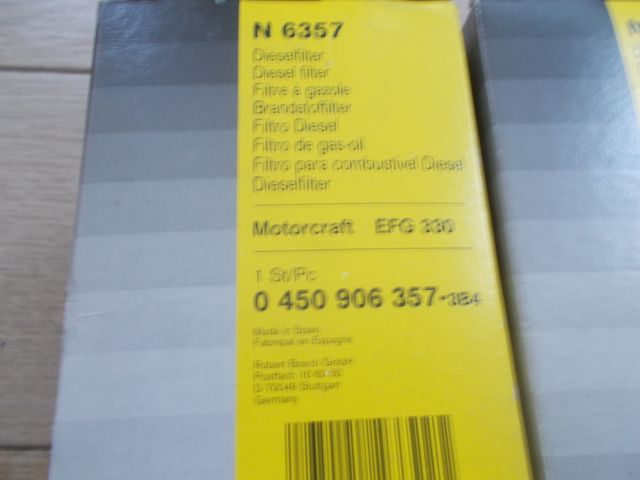 N 6357
Dieselfilter
Diesel filter
Filtre à gazole
Brandstoffilter
Filtro Diesel
Filtro de gas-oil
Filtro para combustível Diesel
Dieselfilter
Motorcraft EFG 330
1 St/Pc
0 450 906 357-3B4
Made in Spain
Fabriqué en Espagne
Robert Bosch GmbH
Postfach
Stuttgart
Germany